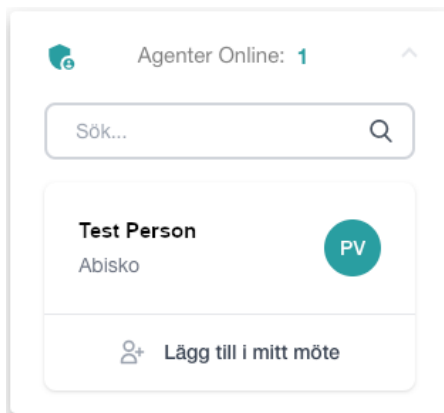 Agenter Online: 1
Sök...
Test Person
PV
Abisko
Lägg till i mitt möte